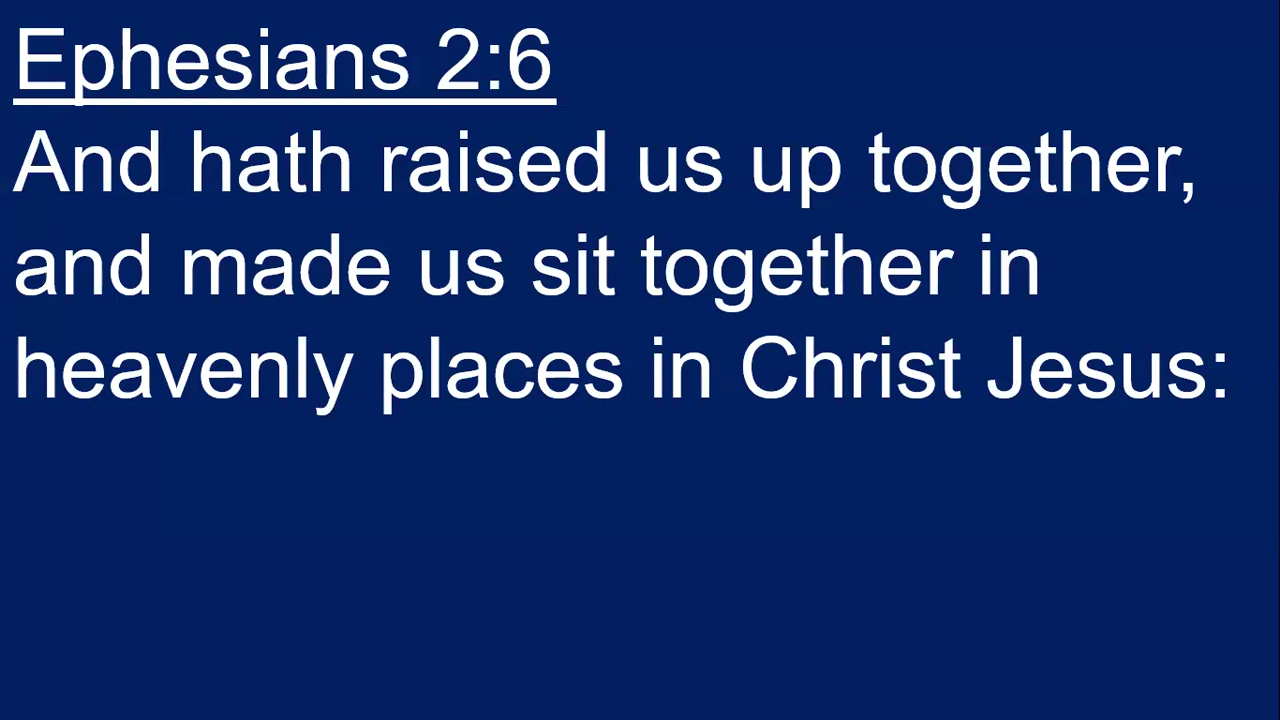 Ephesians 2:6
And hath raised us up together,
and made us sit together in
heavenly places in Christ Jesus: